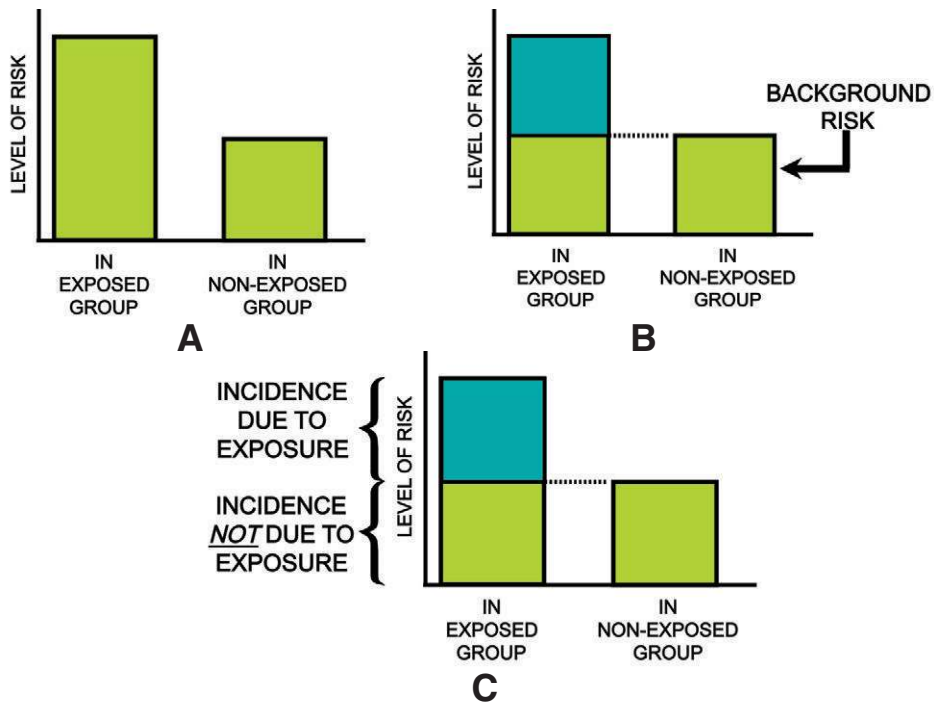 LEVEL OF RISK
IN
EXPOSED
GROUP
IN
NON-EXPOSED
GROUP
A
LEVEL OF RISK
BACKGROUND
RISK
IN
EXPOSED
GROUP
IN
NON-EXPOSED
GROUP
B
INCIDENCE
DUE TO
EXPOSURE
INCIDENCE
NOT DUE TO
EXPOSURE
LEVEL OF RISK
IN
EXPOSED
GROUP
IN
NON-EXPOSED
GROUP
C